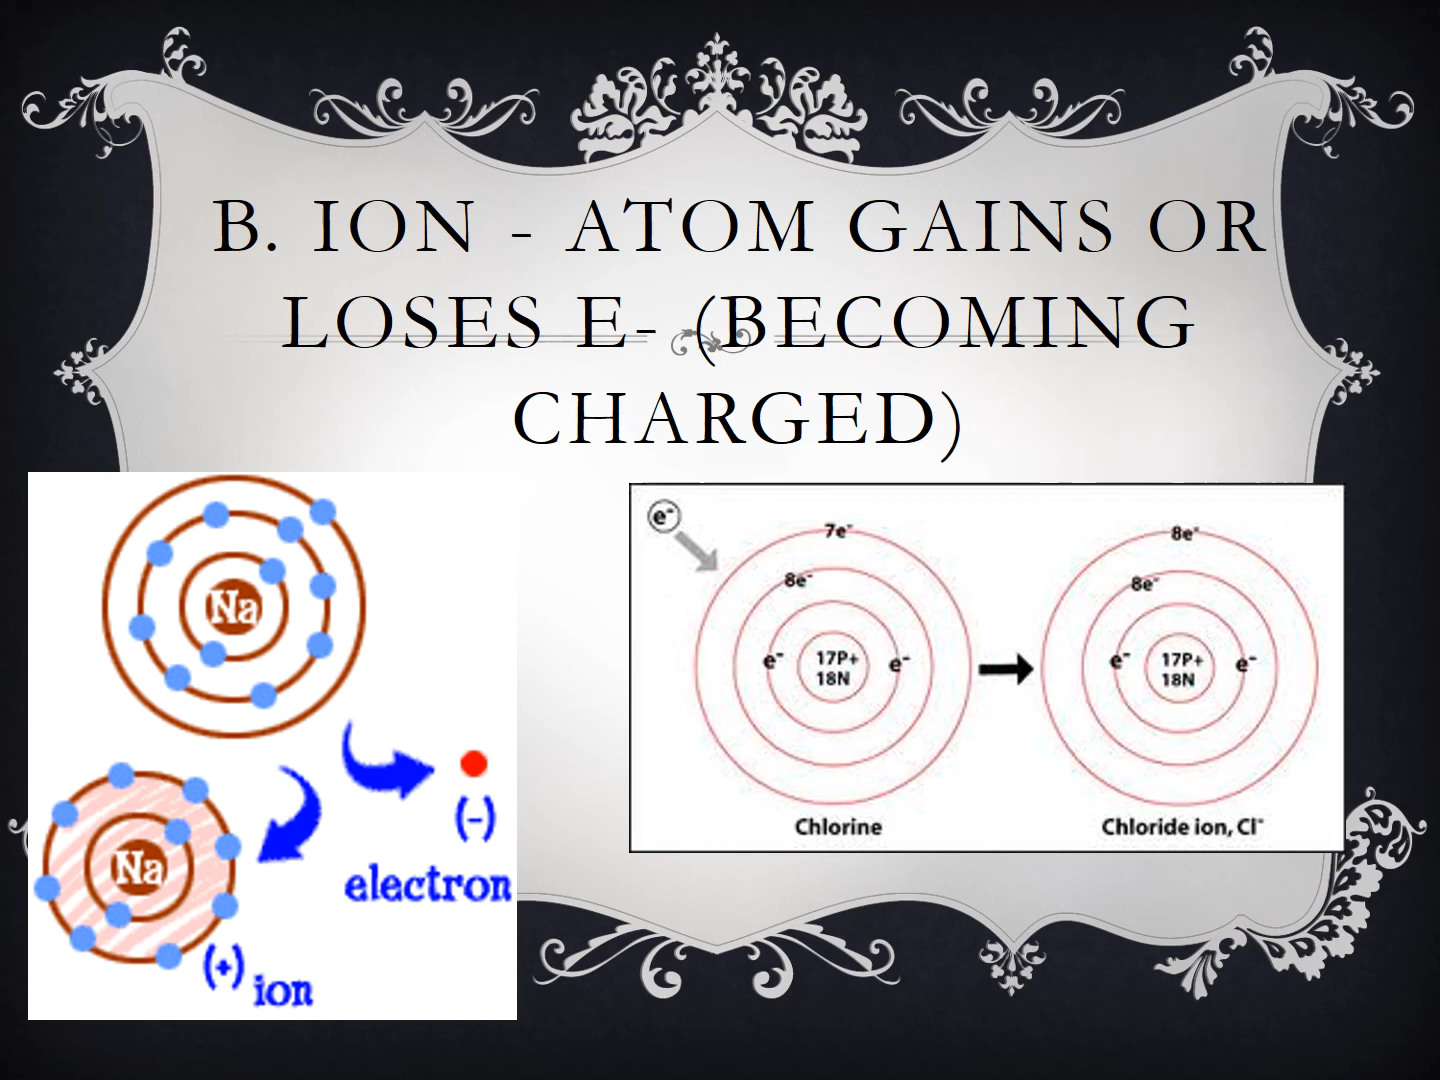 B. ION - ATOM GAINS OR
LOSES E- (BECOMING
CHARGED)
Na
(-)
electron
Na
(+)
ion
e⁻
7e⁻
8e⁻
e⁻
17P+
18N
e⁻
Chlorine
8e⁻
8e⁻
e⁻
17P+
18N
e⁻
Chloride ion, Cl⁻